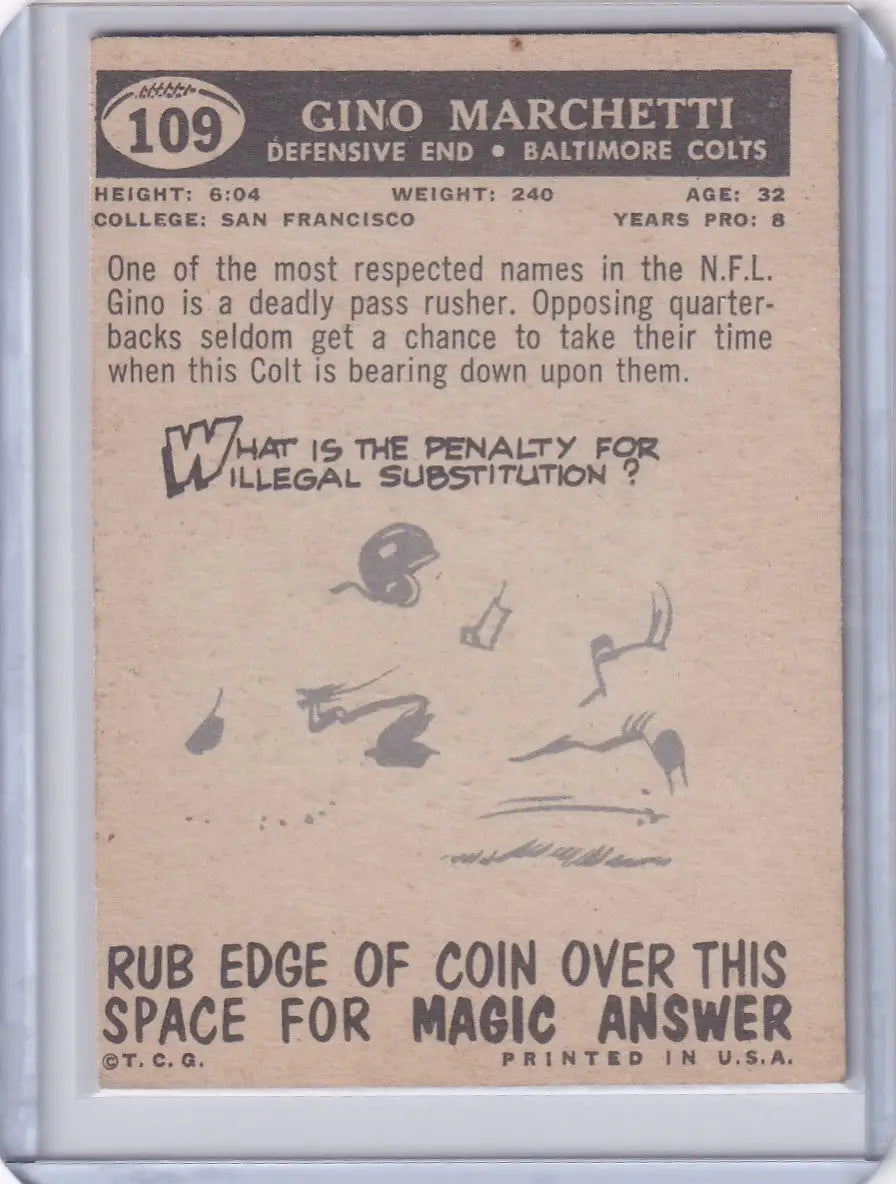 109
GINO MARCHETTI
DEFENSIVE END • BALTIMORE COLTS
HEIGHT: 6:04 WEIGHT: 240 AGE: 32
COLLEGE: SAN FRANCISCO YEARS PRO: 8
One of the most respected names in the N.F.L.
Gino is a deadly pass rusher. Opposing quarter-
backs seldom get a chance to take their time
when this Colt is bearing down upon them.
WHAT IS THE PENALTY FOR
ILLEGAL SUBSTITUTION ?
RUB EDGE OF COIN OVER THIS
SPACE FOR MAGIC ANSWER
©T. C. G. PRINTED IN U.S.A.